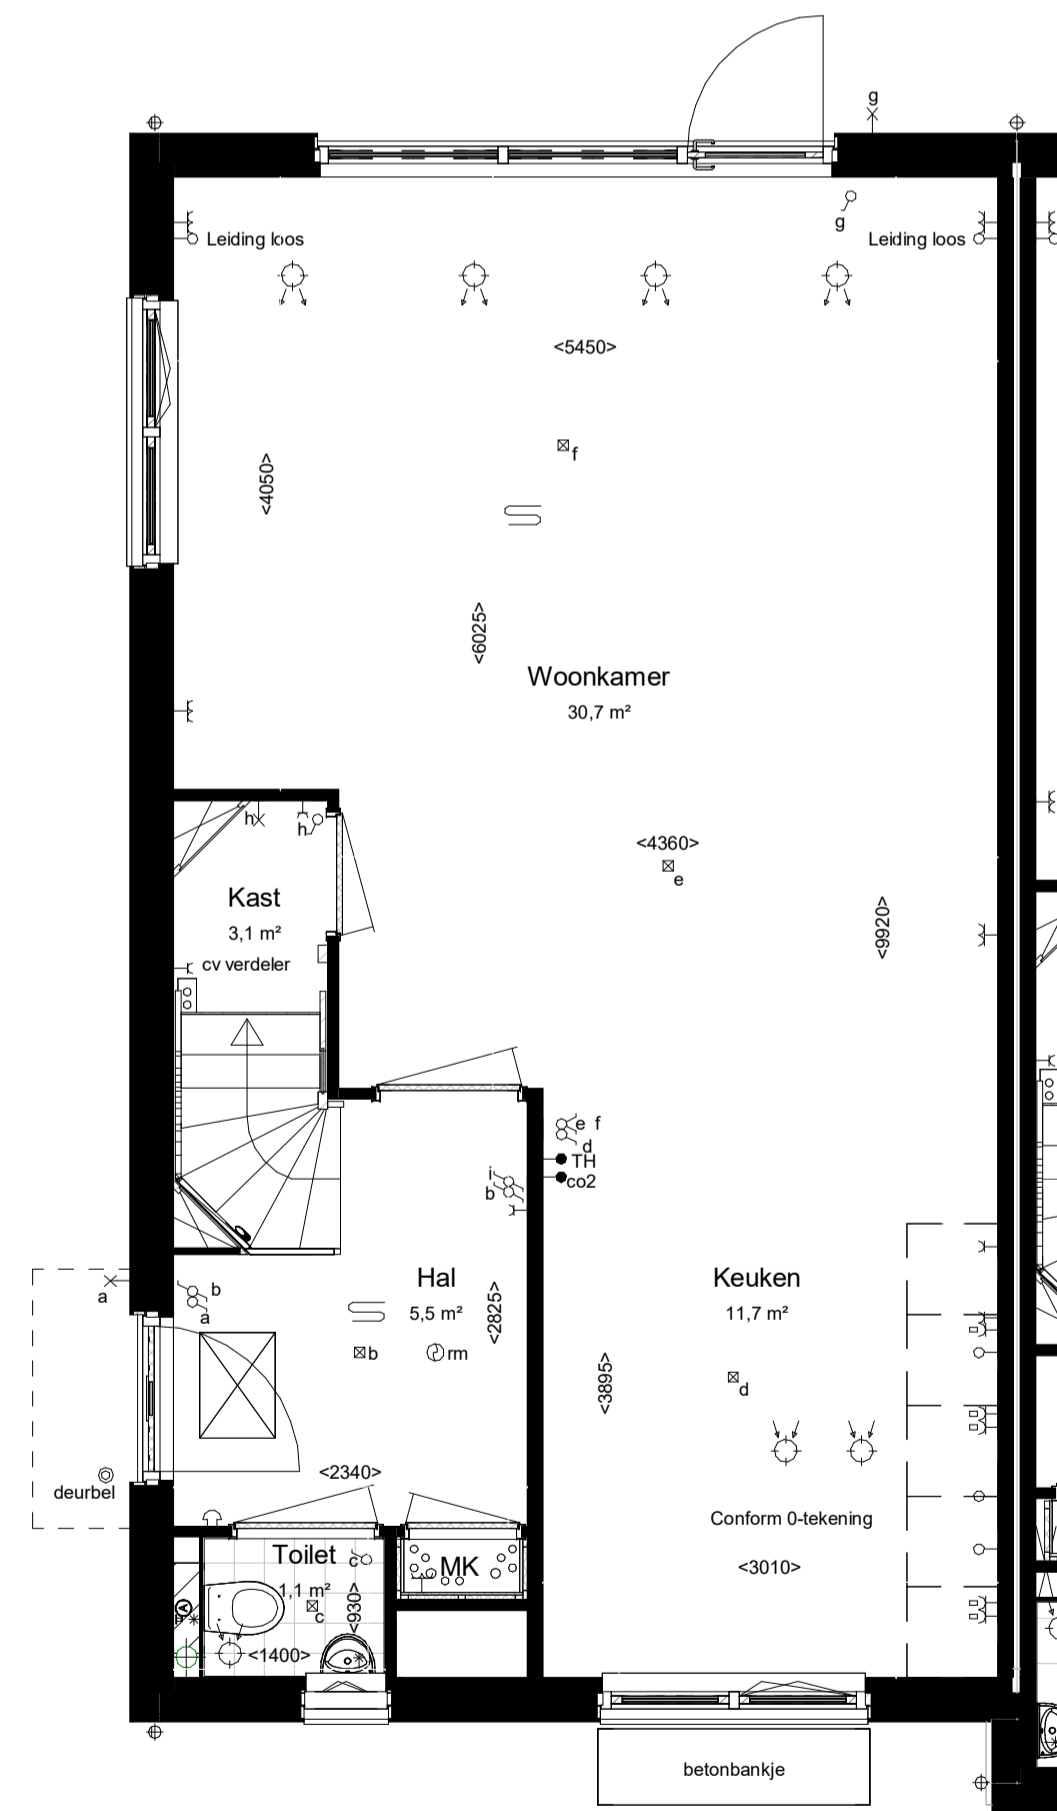 g
g
Leiding loos
Leiding loos
<5450>
f
<4050>
<6025>
Woonkamer
30,7 m²
h
h
<4360>
e
Kast
3,1 m²
cv verdeler
<9920>
e f
d
TH
co2
i
b
a
b
a
Hal
5,5 m²
<2825>
b
rm
Keuken
11,7 m²
<3895>
d
deurbel
<2340>
Conform 0-tekening
<3010>
Toilet
c
1,1 m²
c
<930>
<1400>
MK
A
betonbankje